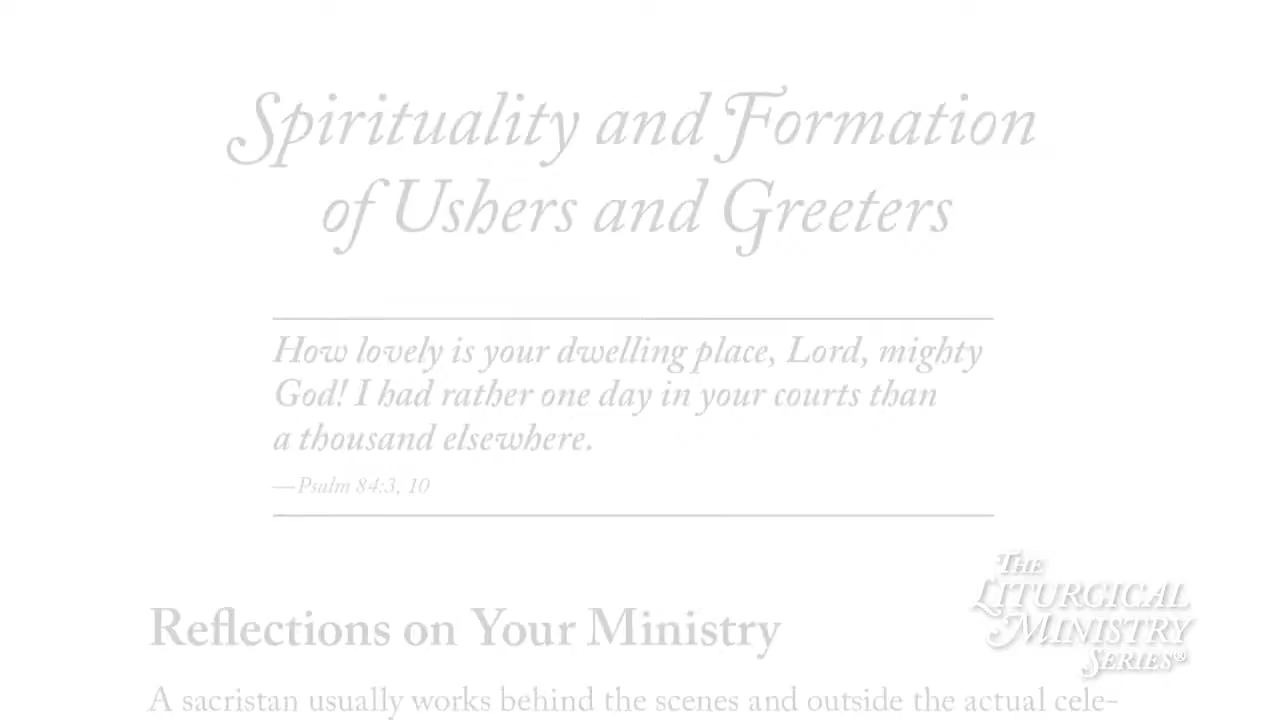 Spirituality and Formation
of Ushers and Greeters
How lovely is your dwelling place, Lord, mighty
God! I had rather one day in your courts than
a thousand elsewhere.
—Psalm 84:3, 10
Reflections on Your Ministry
A sacristan usually works behind the scenes and outside the actual cele-
The
Liturgical
Ministry
Series®